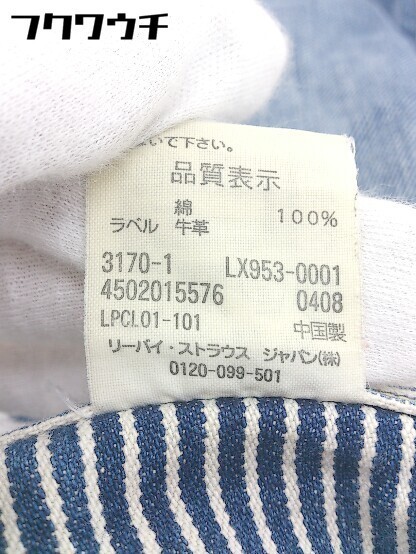 フクワウチ
いで下さい。
品質表示
綿 100%
ラベル 牛革
3170-1 LX953-0001
4502015576 0408
LPCL01-101 中国製
リーバイ・ストラウス ジャパン(株)
0120-099-501